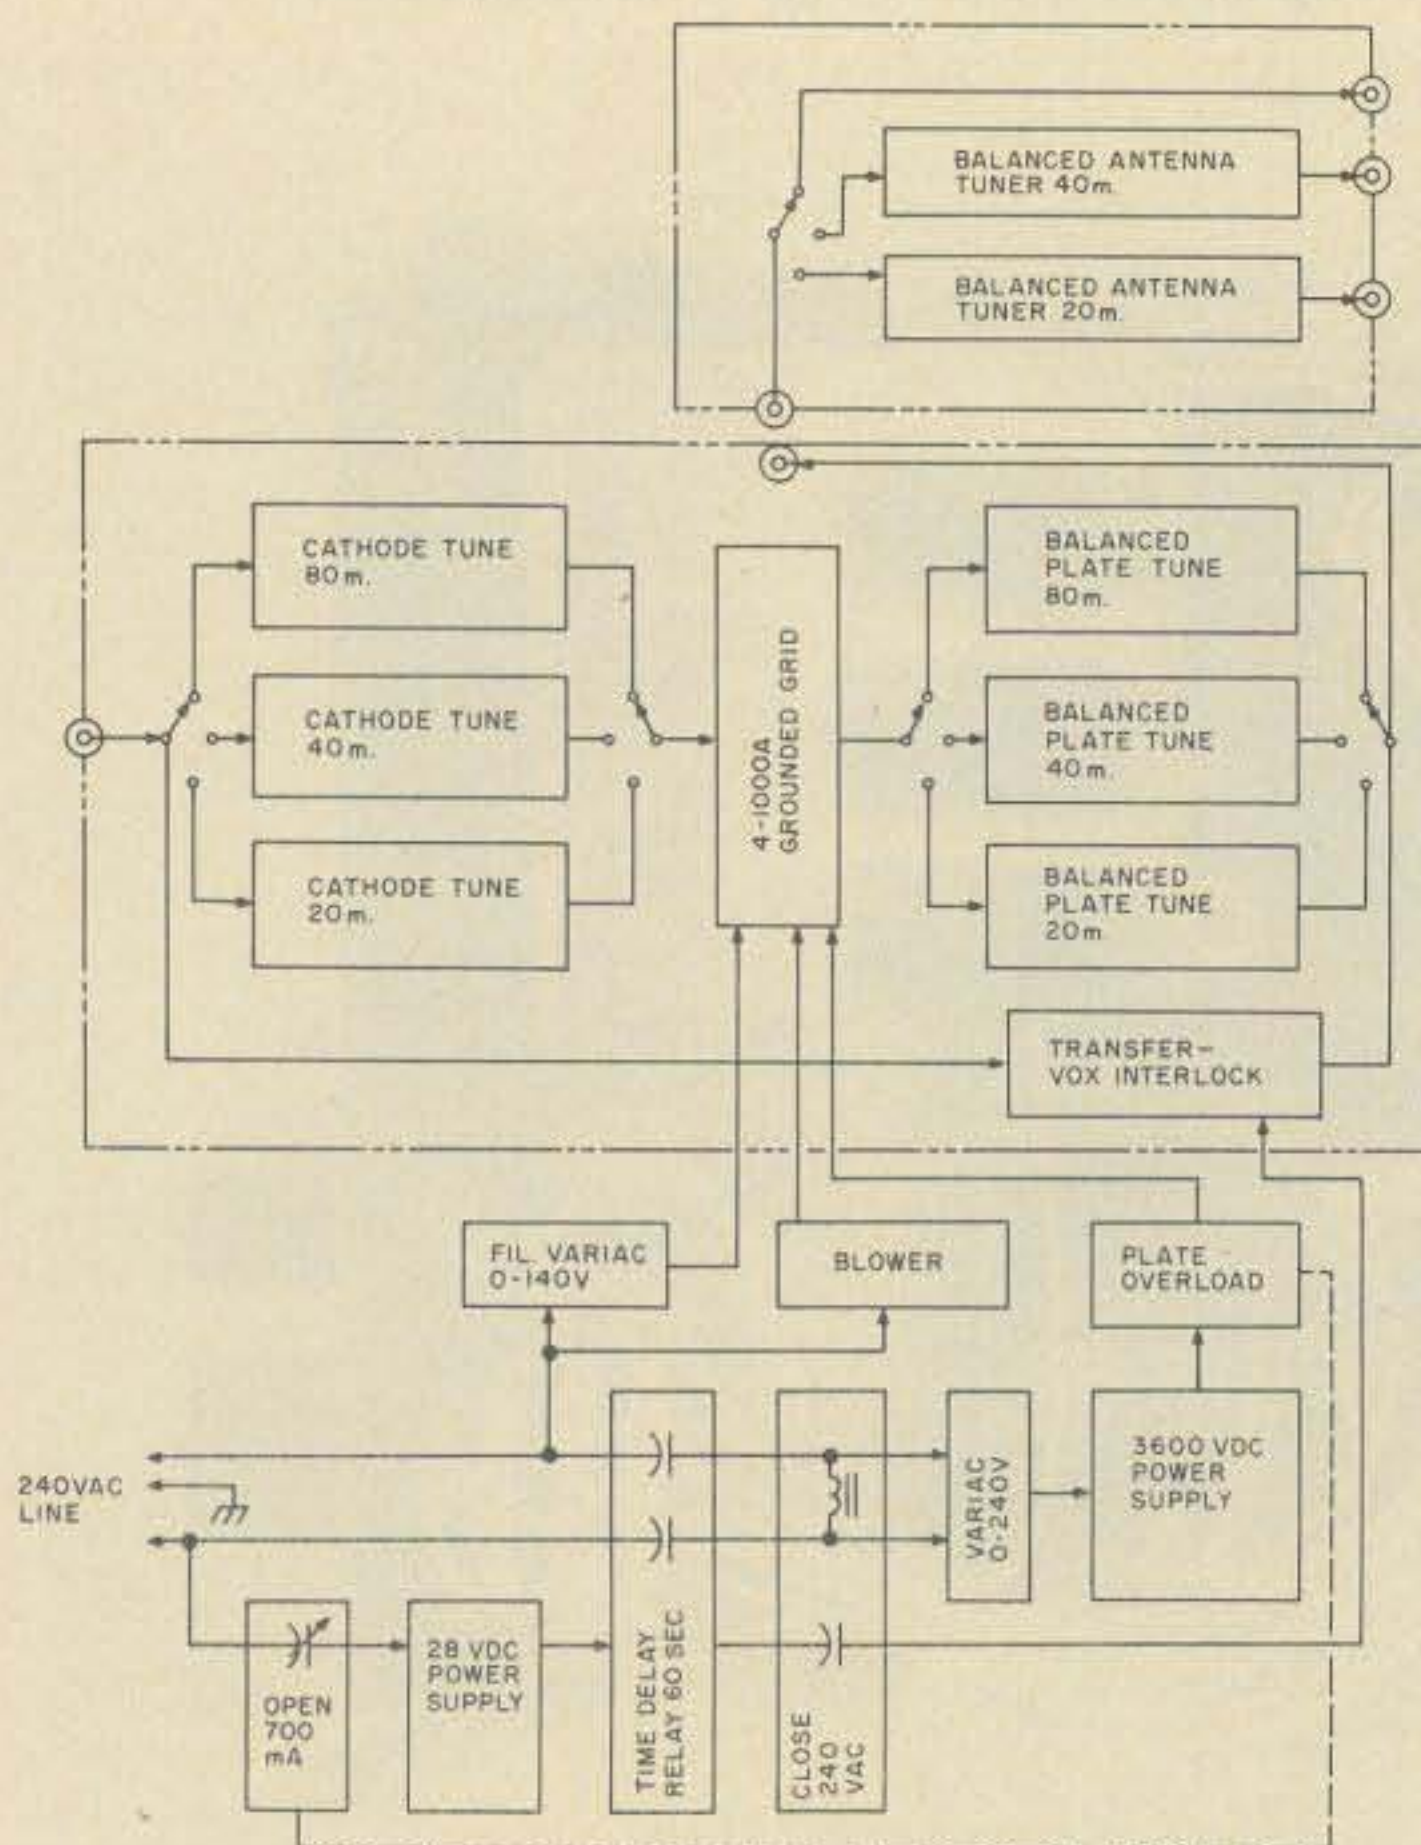 BALANCED ANTENNA
TUNER 40m.
BALANCED ANTENNA
TUNER 20m.
CATHODE TUNE
80m.
CATHODE TUNE
40m.
CATHODE TUNE
20m.
4-1000A
GROUNDED GRID
BALANCED
PLATE TUNE
80m.
BALANCED
PLATE TUNE
40m.
BALANCED
PLATE TUNE
20m
TRANSFER-
VOX INTERLOCK
FIL. VARIAC
0-140V
BLOWER
PLATE
OVERLOAD
240VAC
LINE
VARIAC
0-240V
3600 VDC
POWER
SUPPLY
OPEN
700
mA
28 VDC
POWER
SUPPLY
TIME DELAY
RELAY 60 SEC
CLOSE
240
VAC